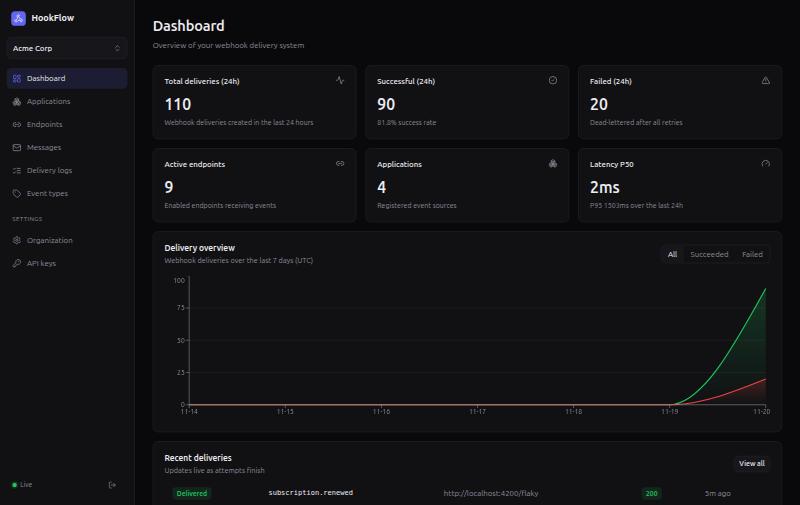 HookFlow
Acme Corp
Dashboard
Applications
Endpoints
Messages
Delivery logs
Event types
SETTINGS
Organization
API keys
Live
Dashboard
Overview of your webhook delivery system
Total deliveries (24h)
110
Webhook deliveries created in the last 24 hours
Successful (24h)
90
81.8% success rate
Failed (24h)
20
Dead-lettered after all retries
Active endpoints
9
Enabled endpoints receiving events
Applications
4
Registered event sources
Latency P50
2ms
P95 1503ms over the last 24h
Delivery overview
Webhook deliveries over the last 7 days (UTC)
All Succeeded Failed
100
75
50
25
0
11-14 11-15 11-16 11-17 11-18 11-19 11-20
Recent deliveries
Updates live as attempts finish
View all
Delivered subscription.renewed http://localhost:4200/flaky 200 5m ago